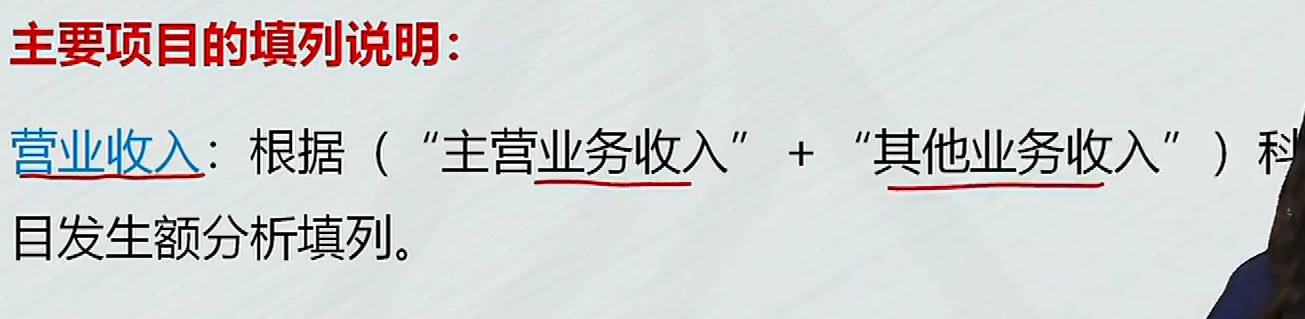 主要项目的填列说明：
营业收入：根据（“主营业务收入” + “其他业务收入”）科
目发生额分析填列。